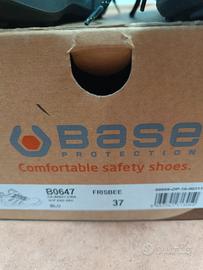 Base
PROTECTION
Comfortable safety shoes.
B0647
FRISBEE
37
BLU